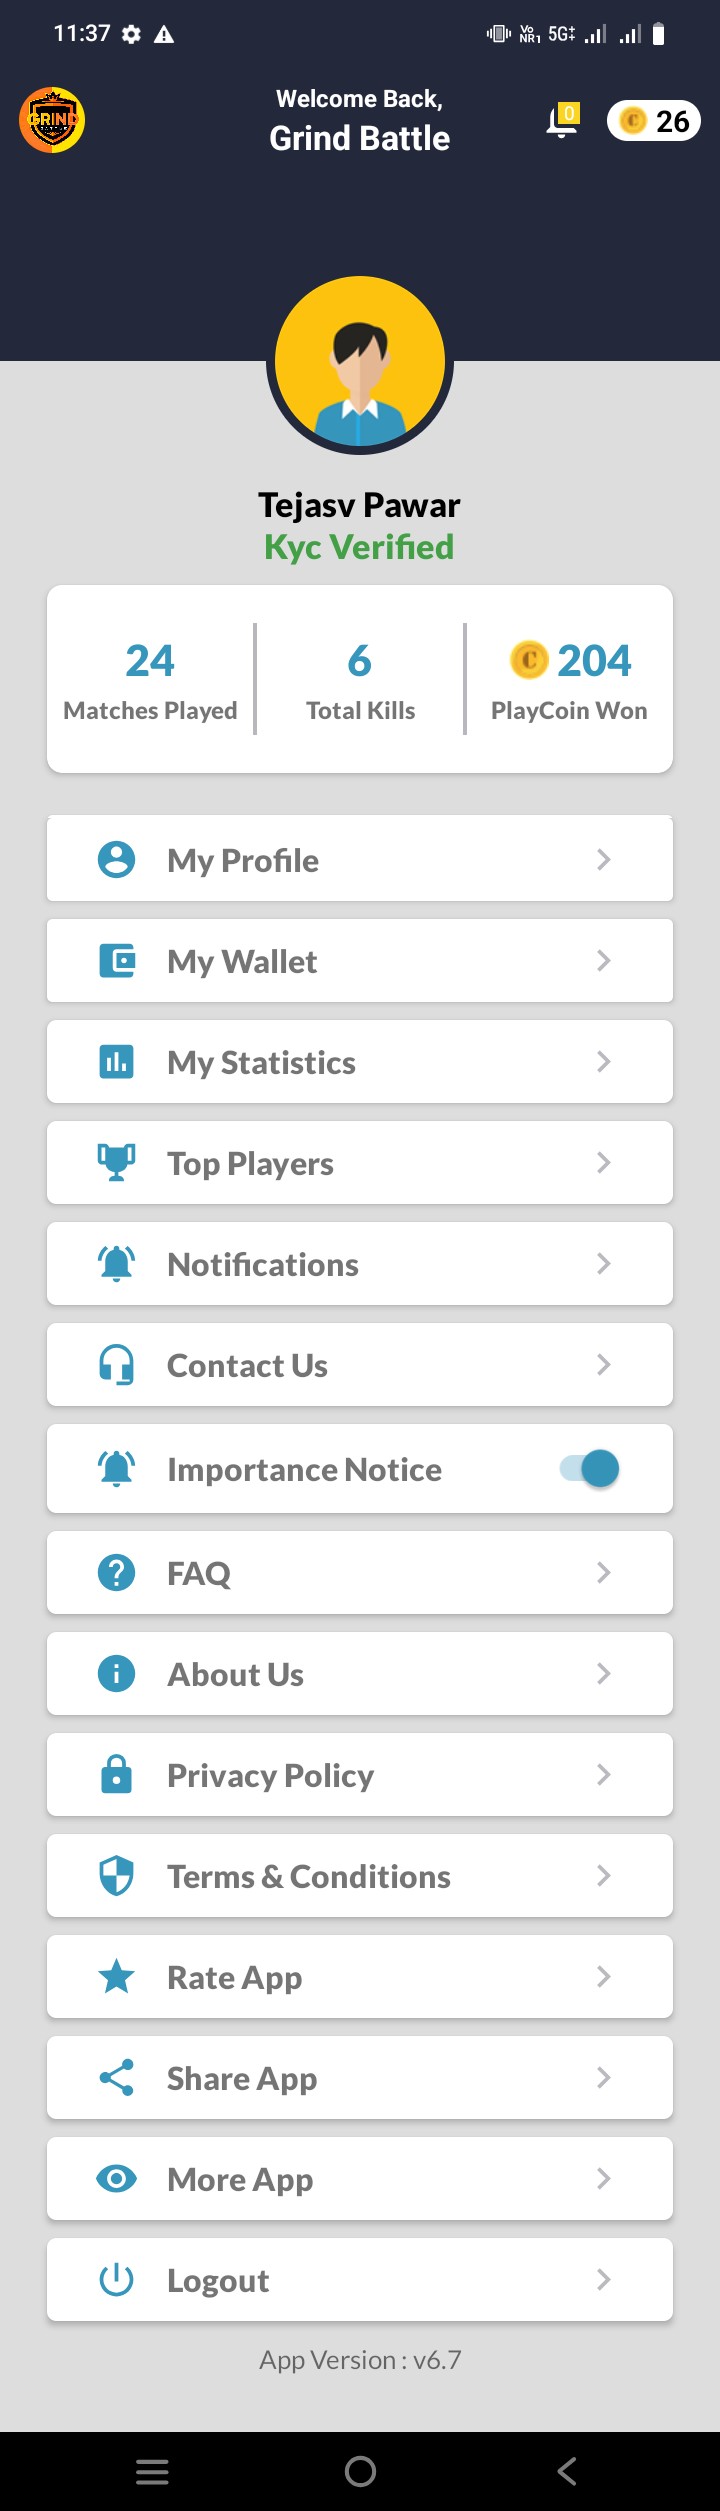 11:37
Vo
NR1
5G
Welcome Back,
Grind Battle
GRIND
0
26
Tejasv Pawar
Kyc Verified
24
Matches Played
6
Total Kills
204
PlayCoin Won
My Profile
My Wallet
My Statistics
Top Players
Notifications
Contact Us
Importance Notice
FAQ
About Us
Privacy Policy
Terms & Conditions
Rate App
Share App
More App
Logout
App Version : v6.7